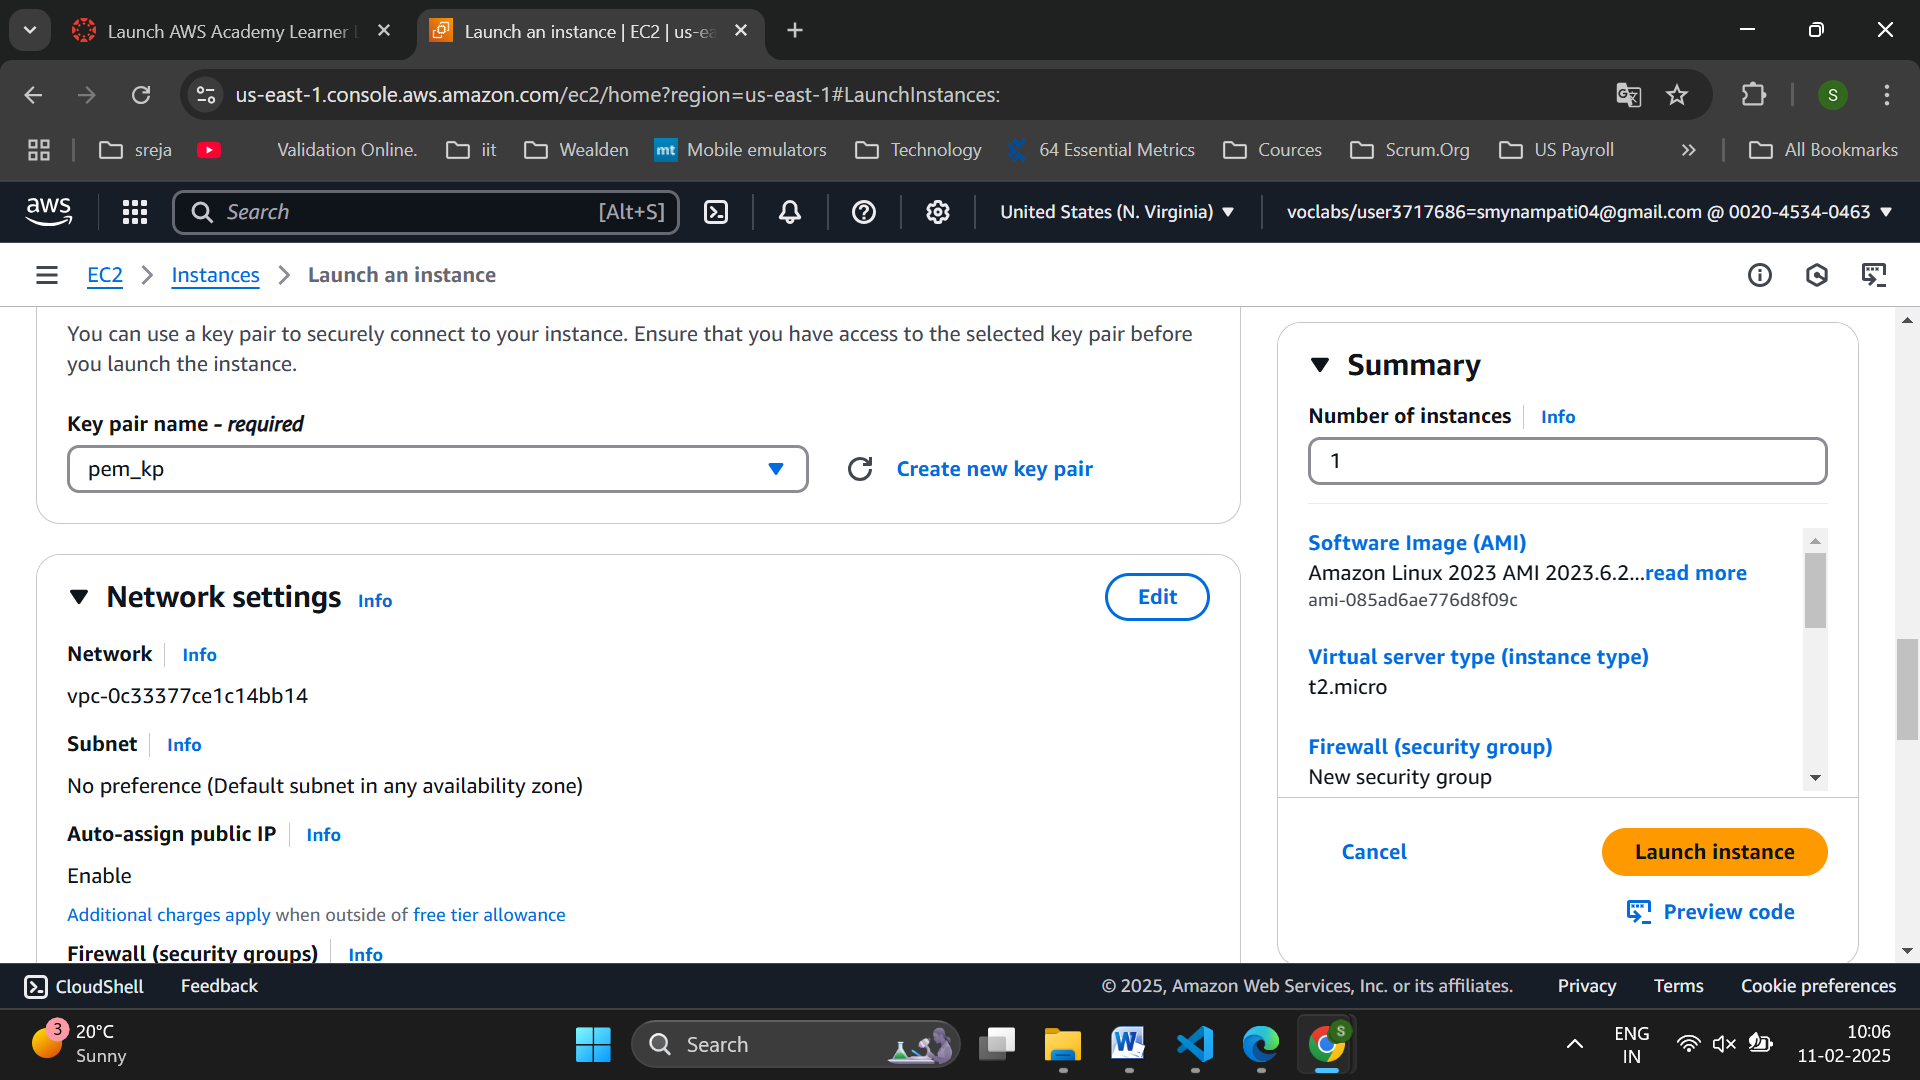 Launch AWS Academy Learner L
Launch an instance | EC2 | us-ea
us-east-1.console.aws.amazon.com/ec2/home?region=us-east-1#LaunchInstances:
S
sreja
Validation Online.
iit
Wealden
mt Mobile emulators
Technology
64 Essential Metrics
Cources
Scrum.Org
US Payroll
»
All Bookmarks
aws
Search [Alt+S]
United States (N. Virginia)
voclabs/user3717686=smynampati04@gmail.com @ 0020-4534-0463
EC2
Instances
Launch an instance
You can use a key pair to securely connect to your instance. Ensure that you have access to the selected key pair before
you launch the instance.
Key pair name - required
pem_kp
Create new key pair
Network settings Info
Edit
Network Info
vpc-0c33377ce1c14bb14
Subnet Info
No preference (Default subnet in any availability zone)
Auto-assign public IP Info
Enable
Additional charges apply when outside of free tier allowance
Firewall (security groups) Info
Summary
Number of instances Info
1
Software Image (AMI)
Amazon Linux 2023 AMI 2023.6.2...read more
ami-085ad6ae776d8f09c
Virtual server type (instance type)
t2.micro
Firewall (security group)
New security group
Cancel
Launch instance
Preview code
CloudShell
Feedback
© 2025, Amazon Web Services, Inc. or its affiliates.
Privacy
Terms
Cookie preferences
3
20°C
Sunny
Search
W
S
ENG
IN
10:06
11-02-2025